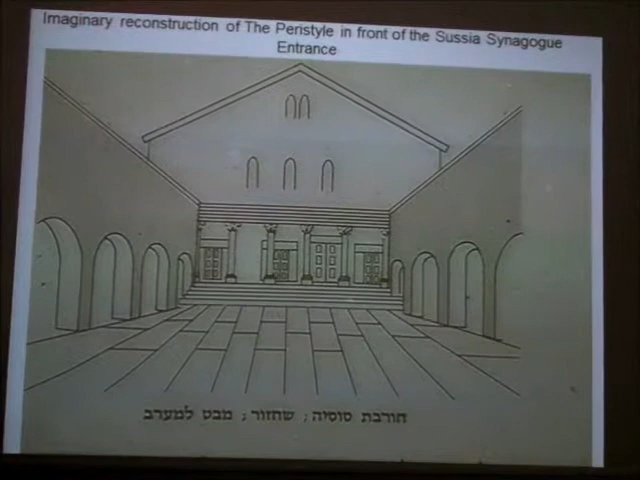 Imaginary reconstruction of The Peristyle in front of the Sussia Synagogue
Entrance
חורבת סוסיה; שחזור; מבט למערב